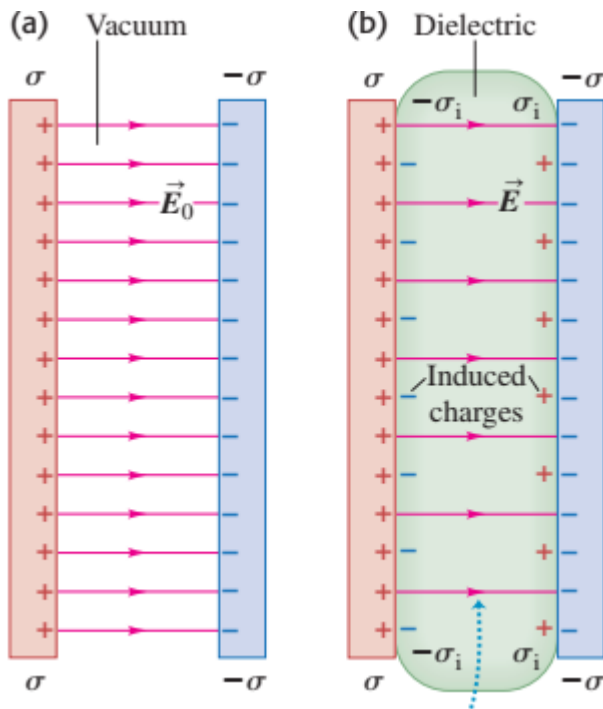 (a)
Vacuum
σ
−σ
E⃗₀
σ
−σ
(b)
Dielectric
σ
−σ
−σᵢ
σᵢ
E⃗
Induced
charges
−σᵢ
σᵢ
σ
−σ